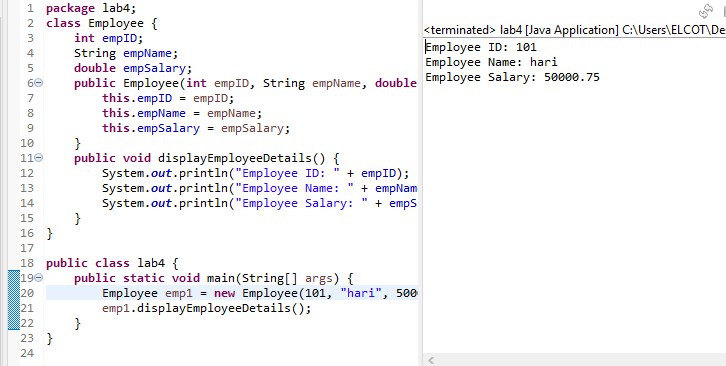 1 package lab4;
2 class Employee {
3     int empID;
4     String empName;
5     double empSalary;
6     public Employee(int empID, String empName, double
7         this.empID = empID;
8         this.empName = empName;
9         this.empSalary = empSalary;
10     }
11     public void displayEmployeeDetails() {
12         System.out.println("Employee ID: " + empID);
13         System.out.println("Employee Name: " + empNam
14         System.out.println("Employee Salary: " + empS
15     }
16 }
17
18 public class lab4 {
19     public static void main(String[] args) {
20         Employee emp1 = new Employee(101, "hari", 500
21         emp1.displayEmployeeDetails();
22     }
23 }
24
<terminated> lab4 [Java Application] C:\Users\ELCOT\De
Employee ID: 101
Employee Name: hari
Employee Salary: 50000.75